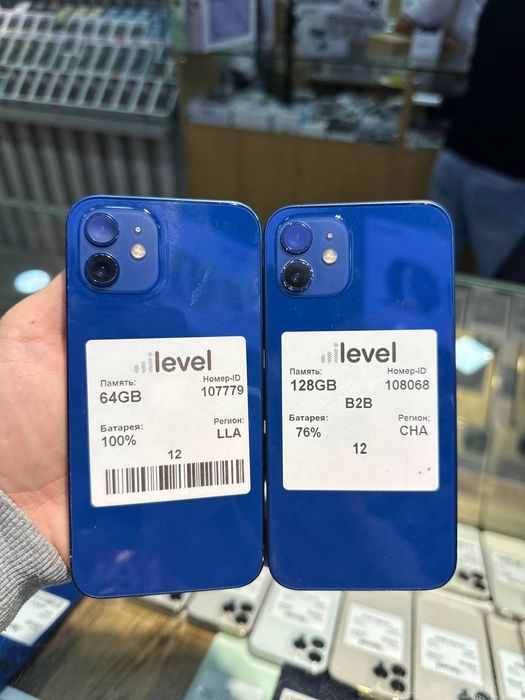 level
Память:
64GB
Номер-ID
107779
Батарея:
100%
Регион:
LLA
12
level
Память:
128GB
Номер-ID
108068
B2B
Батарея:
76%
Регион:
CHA
12